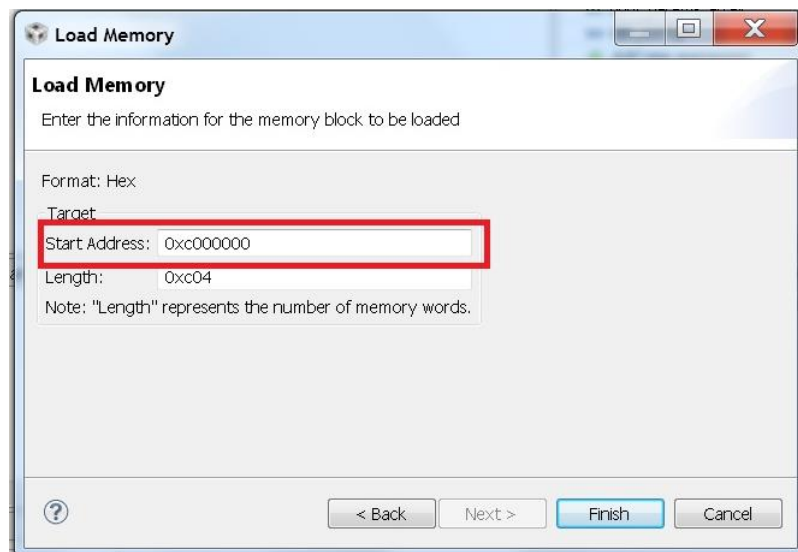 Load Memory
Load Memory
Enter the information for the memory block to be loaded
Format: Hex
Target
Start Address: 0xc000000
Length: 0xc04
Note: "Length" represents the number of memory words.
? < Back Next > Finish Cancel